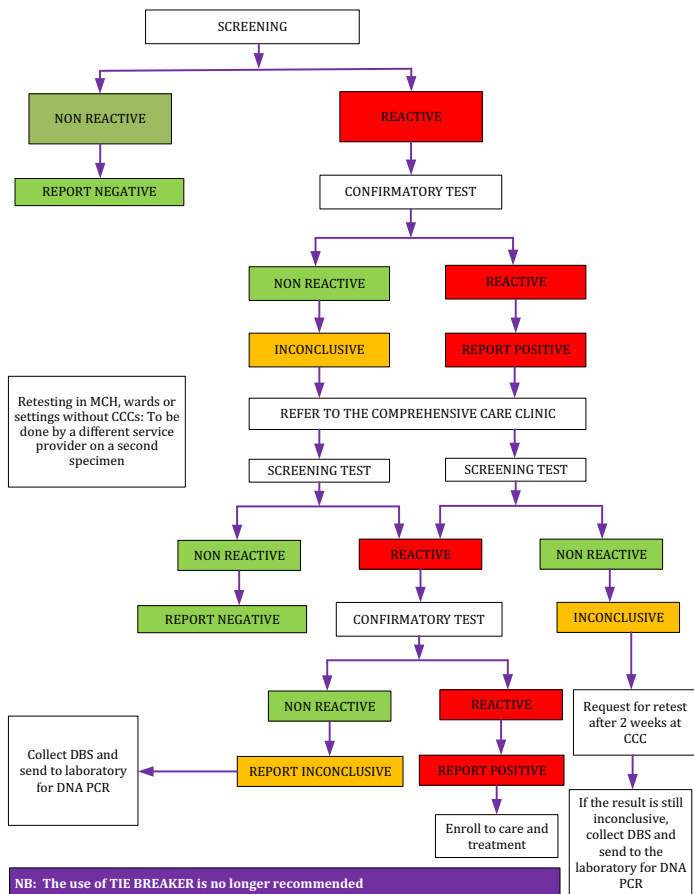 SCREENING
NON REACTIVE
REACTIVE
REPORT NEGATIVE
CONFIRMATORY TEST
NON REACTIVE
REACTIVE
INCONCLUSIVE
REPORT POSITIVE
Retesting in MCH, wards or
settings without CCCs: To be
done by a different service
provider on a second
specimen
REFER TO THE COMPREHENSIVE CARE CLINIC
SCREENING TEST
SCREENING TEST
NON REACTIVE
REACTIVE
NON REACTIVE
REPORT NEGATIVE
CONFIRMATORY TEST
INCONCLUSIVE
NON REACTIVE
REACTIVE
Request for retest
after 2 weeks at
CCC
Collect DBS and
send to laboratory
for DNA PCR
REPORT INCONCLUSIVE
REPORT POSITIVE
Enroll to care and
treatment
If the result is still
inconclusive,
collect DBS and
send to the
laboratory for DNA
PCR
NB: The use of TIE BREAKER is no longer recommended